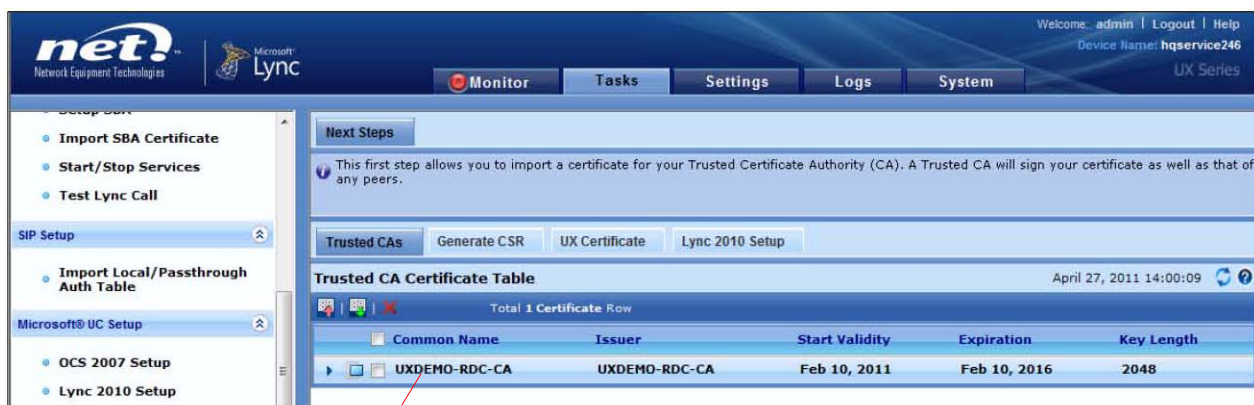 Welcome: admin | Logout | Help
Device Name: hqservice246
UX Series
net!
Network Equipment Technologies
Microsoft®
Lync
Monitor
Tasks
Settings
Logs
System
Setup SBA
Import SBA Certificate
Start/Stop Services
Test Lync Call
SIP Setup
Import Local/Passthrough
Auth Table
Microsoft® UC Setup
OCS 2007 Setup
Lync 2010 Setup
Next Steps
This first step allows you to import a certificate for your Trusted Certificate Authority (CA). A Trusted CA will sign your certificate as well as that of
any peers.
Trusted CAs Generate CSR UX Certificate Lync 2010 Setup
Trusted CA Certificate Table April 27, 2011 14:00:09
Total 1 Certificate Row
Common Name Issuer Start Validity Expiration Key Length
UXDEMO-RDC-CA UXDEMO-RDC-CA Feb 10, 2011 Feb 10, 2016 2048